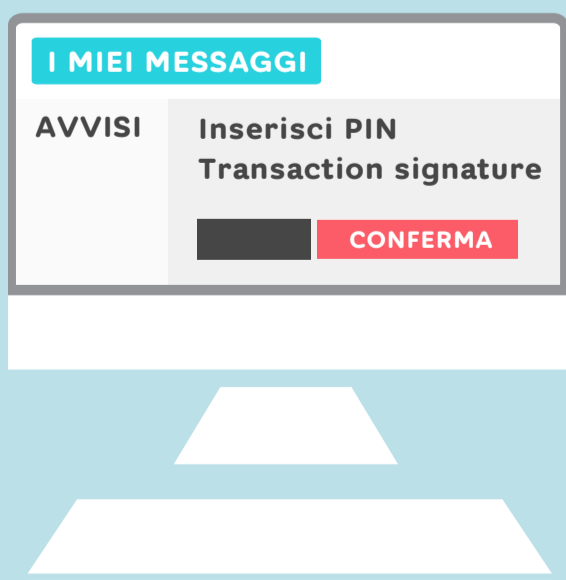 I MIEI MESSAGGI
AVVISI
Inserisci PIN
Transaction signature
CONFERMA